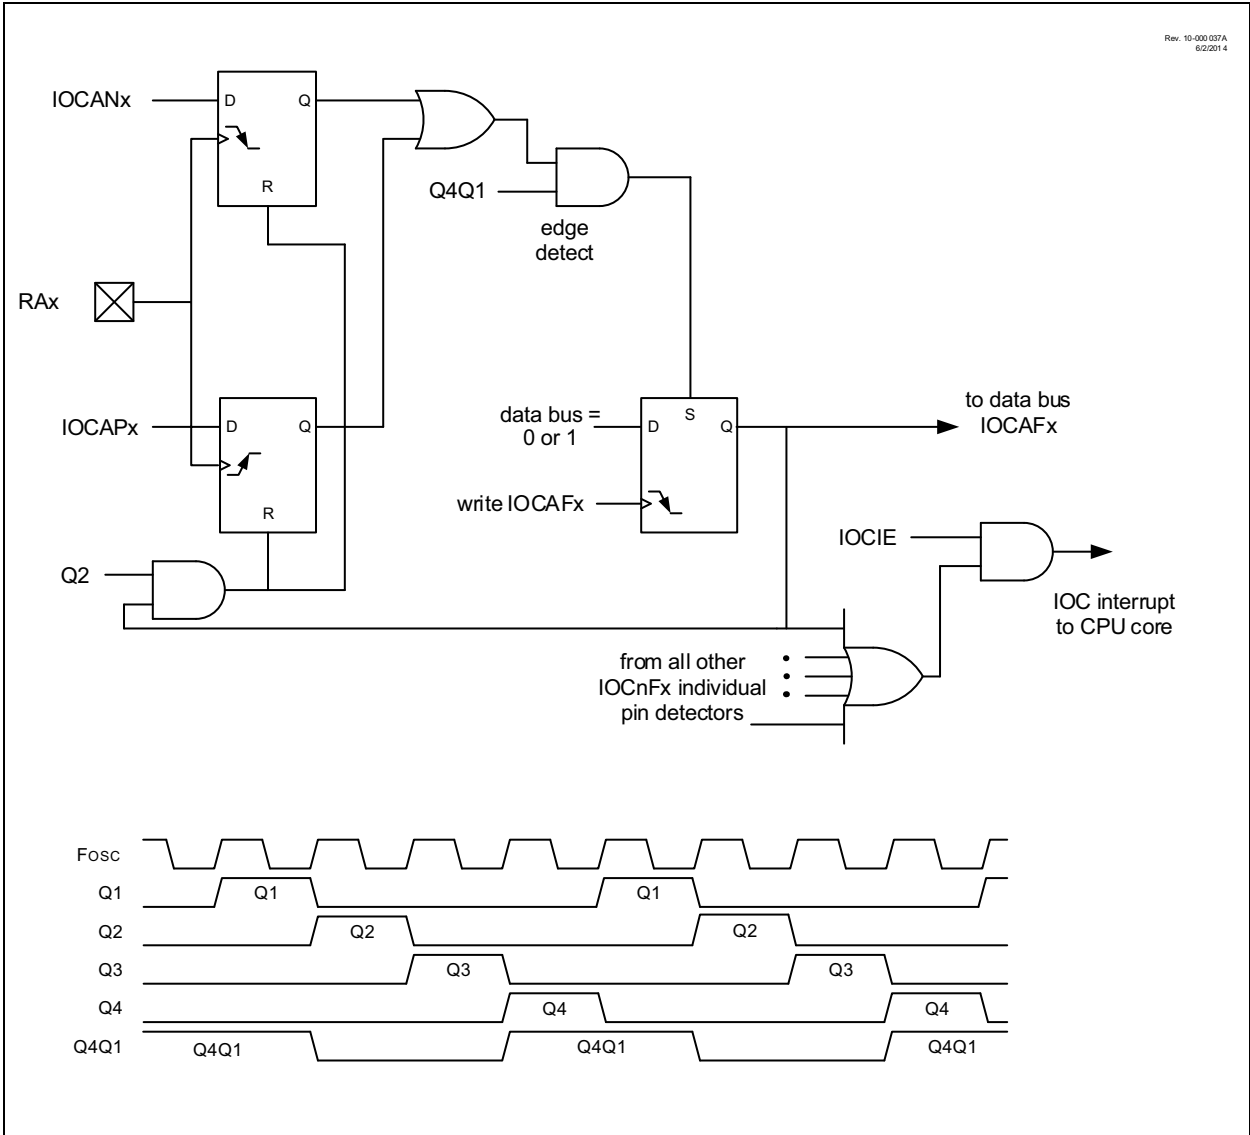 Rev. 10-000 037A
6/2/201 4
IOCANx
D
Q
R
Q4Q1
edge
detect
RAx
IOCAPx
D
Q
R
data bus =
0 or 1
D
S
Q
to data bus
IOCAFx
write IOCAFx
IOCIE
Q2
IOC interrupt
to CPU core
from all other
IOCnFx individual
pin detectors
Fosc
Q1
Q1
Q1
Q2
Q2
Q2
Q3
Q3
Q3
Q4
Q4
Q4
Q4Q1
Q4Q1
Q4Q1
Q4Q1